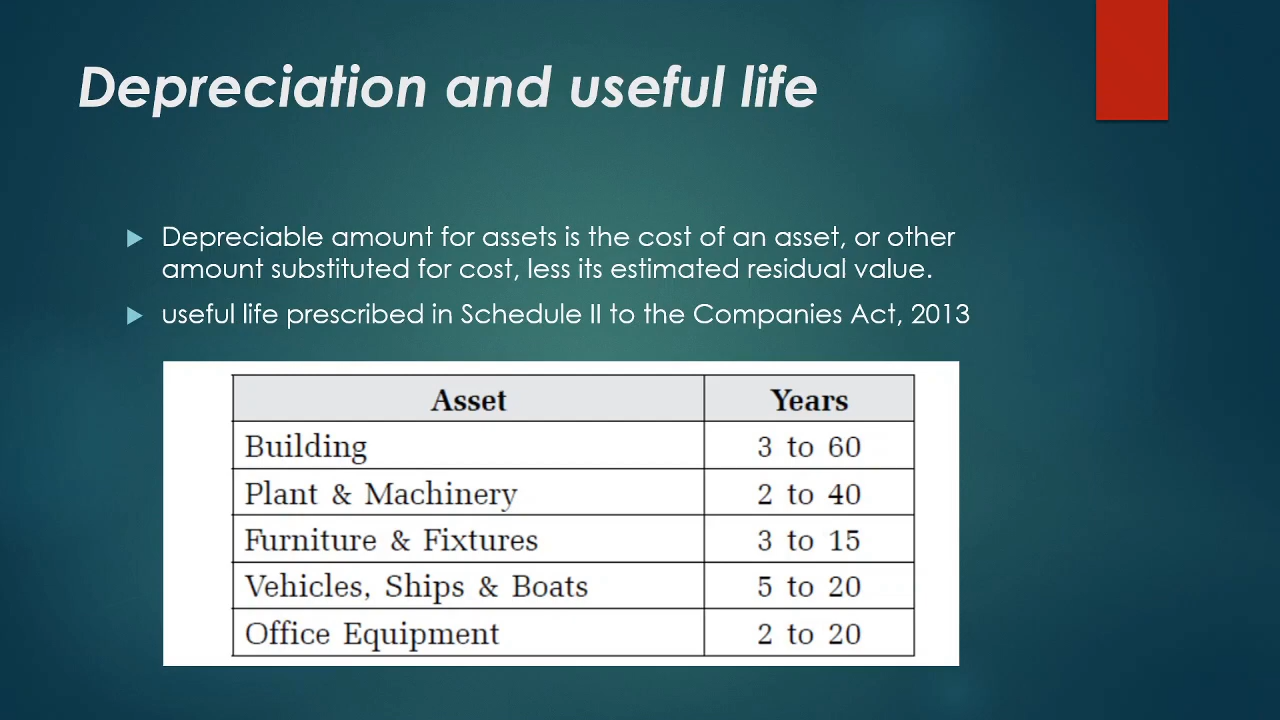 Depreciation and useful life
Depreciable amount for assets is the cost of an asset, or other
amount substituted for cost, less its estimated residual value.
useful life prescribed in Schedule II to the Companies Act, 2013
Asset Years
Building 3 to 60
Plant & Machinery 2 to 40
Furniture & Fixtures 3 to 15
Vehicles, Ships & Boats 5 to 20
Office Equipment 2 to 20